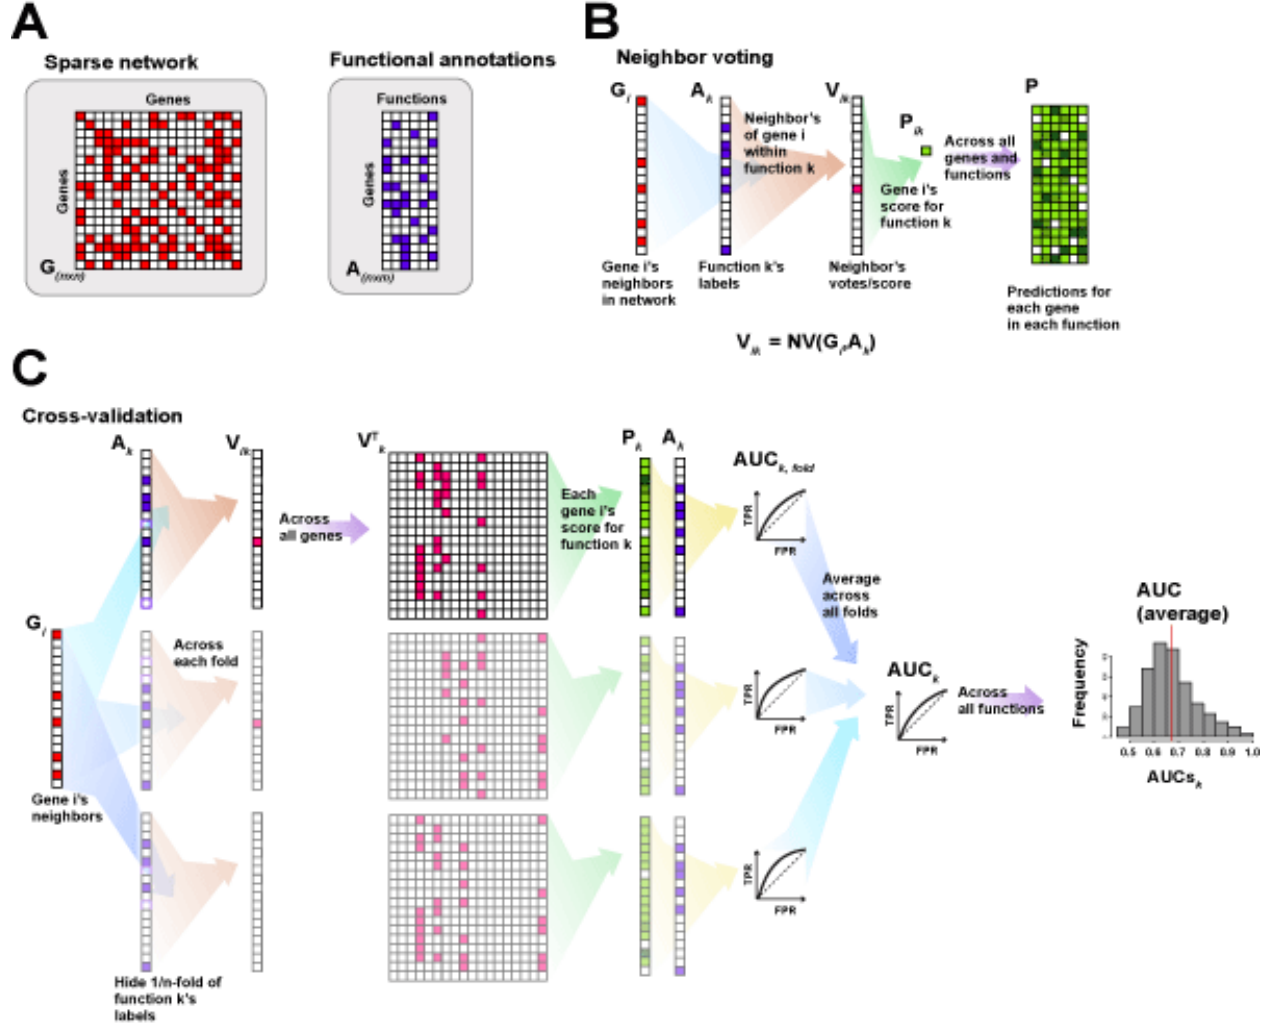 A
Sparse network
Genes
Genes
G(nxn)
Functional annotations
Functions
Genes
A(nxm)
B
Neighbor voting
Gi
Ak
Vik
Pik
P
Neighbor's
of gene i
within
function k
Gene i's
score for
function k
Across all
genes and
functions
Gene i's
neighbors
in network
Function k's
labels
Neighbor's
votes/score
Predictions for
each gene
in each function
Vik = NV(Gi,Ak)
C
Cross-validation
Ak
Vik
VTk
Pk
Ak
AUCk, fold
Across
all genes
Each
gene i's
score for
function k
TPR
FPR
Average
across
all folds
Gi
Across
each fold
Gene i's
neighbors
TPR
FPR
AUCk
TPR
FPR
Across
all functions
AUC
(average)
Frequency
0.5 0.6 0.7 0.8 0.9 1.0
AUCsk
TPR
FPR
Hide 1/n-fold of
function k's
labels